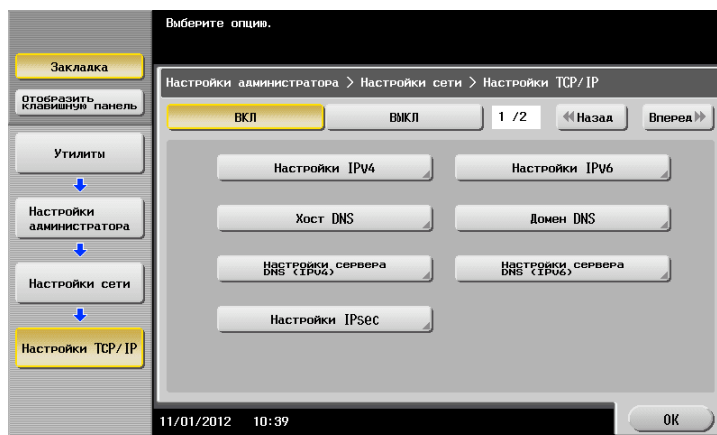 Выберите опцию.
Закладка
Отобразить
клавишную панель
Утилиты
Настройки
администратора
Настройки сети
Настройки TCP/IP
Настройки администратора > Настройки сети > Настройки TCP/IP
ВКЛ ВЫКЛ 1 /2 Назад Вперед
Настройки IPv4 Настройки IPv6
Хост DNS Домен DNS
Настройки сервера
DNS (IPv4)
Настройки сервера
DNS (IPv6)
Настройки IPsec
11/01/2012 10:39
OK